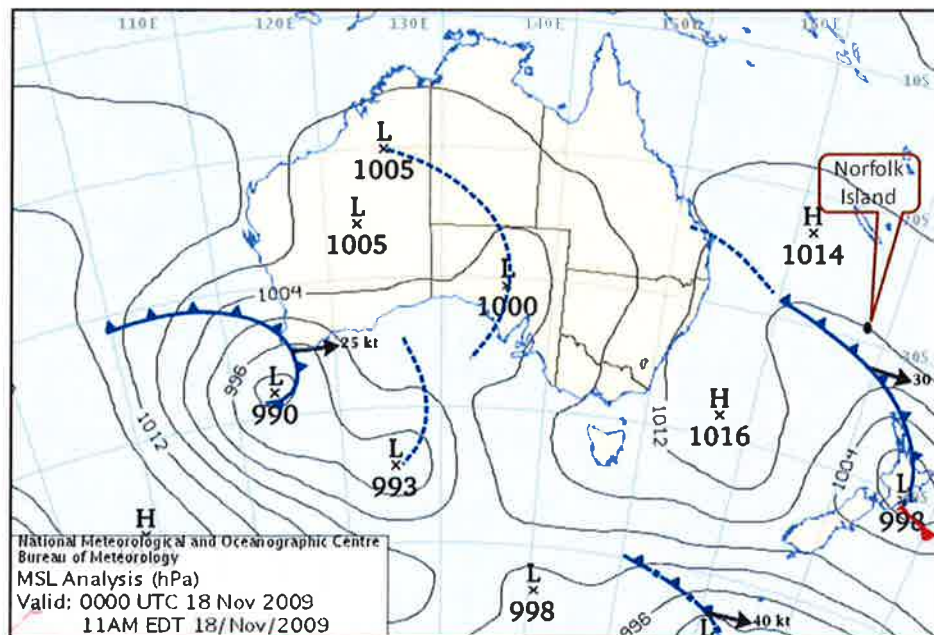 110E
120E
130E
140E
150E
160E
10S
L
1005
L
1005
Norfolk
Island
H
1014
20S
L
1000
1004
25 kt
996
L
990
1012
L
993
30S
30
H
1016
1012
1004
L
998
H
L
998
996
L
40 kt
National Meteorological and Oceanographic Centre
Bureau of Meteorology
MSL Analysis (hPa)
Valid: 0000 UTC 18 Nov 2009
11AM EDT 18/Nov/2009